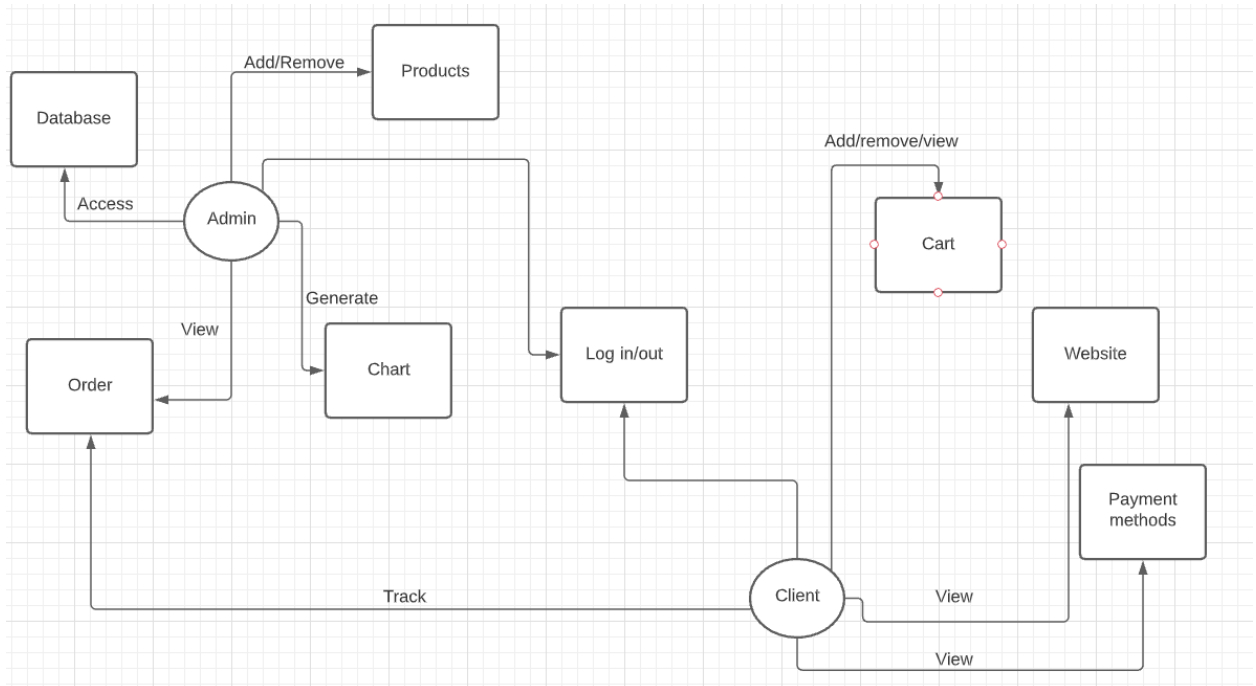 Add/Remove
Products
Database
Add/remove/view
Access
Admin
Cart
Generate
View
Log in/out
Website
Chart
Order
Payment
methods
Track
Client
View
View